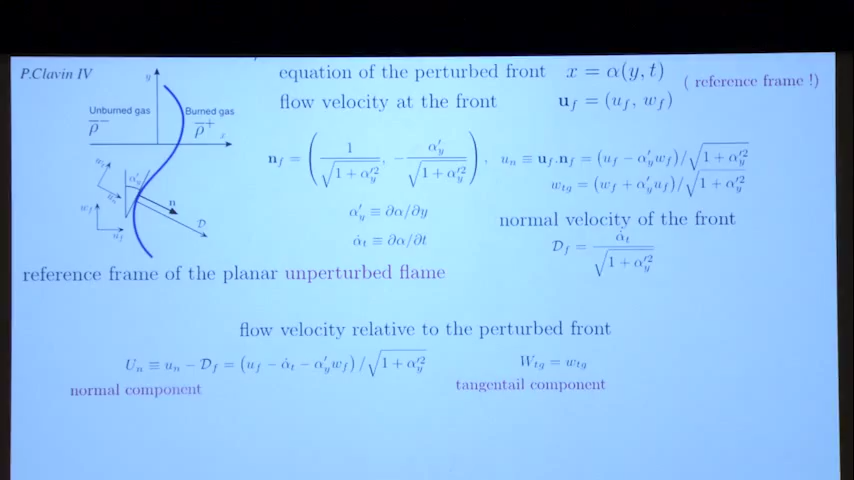 P.Clavin IV
equation of the perturbed front x = α(y, t) ( reference frame !)
flow velocity at the front u_f = (u_f, w_f)
y
Unburned gas Burned gas
ρ̅⁻ ρ̅⁺ x
n_f = ( 1/√(1 + α′_y²), − α′_y/√(1 + α′_y²) ), u_n ≡ u_f.n_f = (u_f − α′_y w_f)/√(1 + α′_y²)
w_tg = (w_f + α′_y u_f)/√(1 + α′_y²)
α′_y
n
w_f
u_f
D
α′_y ≡ ∂α/∂y
α̇_t ≡ ∂α/∂t
normal velocity of the front
D_f = α̇_t/√(1 + α′_y²)
reference frame of the planar unperturbed flame
flow velocity relative to the perturbed front
U_n ≡ u_n − D_f = (u_f − α̇_t − α′_y w_f)/√(1 + α′_y²) W_tg = w_tg
normal component tangentail component